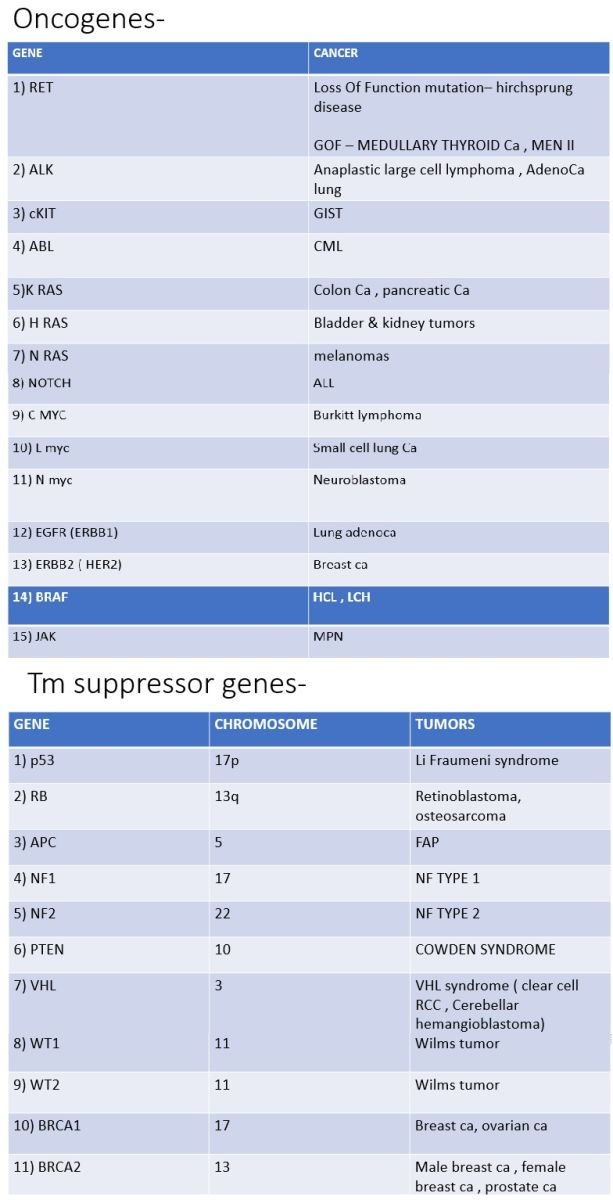 Oncogenes-
GENE CANCER
1) RET Loss Of Function mutation– hirchsprung
disease
GOF – MEDULLARY THYROID Ca , MEN II
2) ALK Anaplastic large cell lymphoma , AdenoCa
lung
3) cKIT GIST
4) ABL CML
5)K RAS Colon Ca , pancreatic Ca
6) H RAS Bladder & kidney tumors
7) N RAS melanomas
8) NOTCH ALL
9) C MYC Burkitt lymphoma
10) L myc Small cell lung Ca
11) N myc Neuroblastoma
12) EGFR (ERBB1) Lung adenoca
13) ERBB2 ( HER2) Breast ca
14) BRAF HCL , LCH
15) JAK MPN
Tm suppressor genes-
GENE CHROMOSOME TUMORS
1) p53 17p Li Fraumeni syndrome
2) RB 13q Retinoblastoma,
osteosarcoma
3) APC 5 FAP
4) NF1 17 NF TYPE 1
5) NF2 22 NF TYPE 2
6) PTEN 10 COWDEN SYNDROME
7) VHL 3 VHL syndrome ( clear cell
RCC , Cerebellar
hemangioblastoma)
8) WT1 11 Wilms tumor
9) WT2 11 Wilms tumor
10) BRCA1 17 Breast ca, ovarian ca
11) BRCA2 13 Male breast ca , female
breast ca , prostate ca